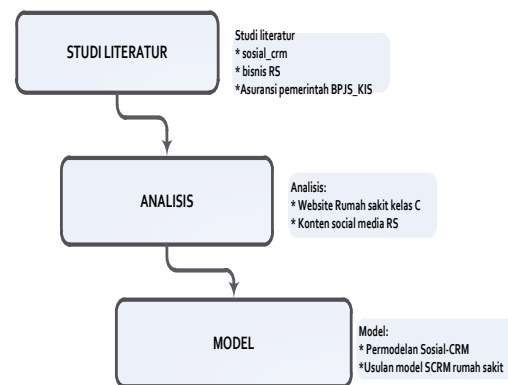 STUDI LITERATUR
Studi literatur
* sosial_crm
* bisnis RS
*Asuransi pemerintah BPJS_KIS
ANALISIS
Analisis:
* Website Rumah sakit kelas C
* Konten social media RS
MODEL
Model:
* Permodelan Sosial-CRM
*Usulan model SCRM rumah sakit